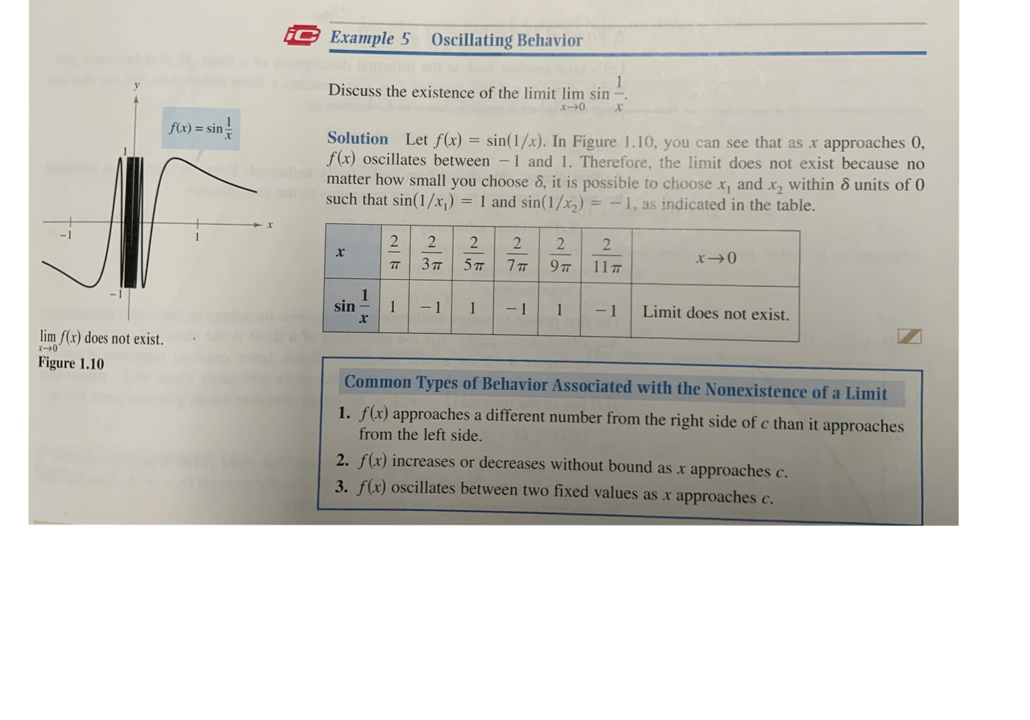 iC Example 5 Oscillating Behavior
Discuss the existence of the limit lim x→0 sin 1/x.
Solution Let f(x) = sin(1/x). In Figure 1.10, you can see that as x approaches 0,
f(x) oscillates between −1 and 1. Therefore, the limit does not exist because no
matter how small you choose δ, it is possible to choose x₁ and x₂ within δ units of 0
such that sin(1/x₁) = 1 and sin(1/x₂) = −1, as indicated in the table.
x 2/π 2/3π 2/5π 2/7π 2/9π 2/11π x→0
sin 1/x 1 −1 1 −1 1 −1 Limit does not exist.
y
f(x) = sin 1/x
1
x
−1
1
−1
lim x→0 f(x) does not exist.
Figure 1.10
Common Types of Behavior Associated with the Nonexistence of a Limit
1. f(x) approaches a different number from the right side of c than it approaches
from the left side.
2. f(x) increases or decreases without bound as x approaches c.
3. f(x) oscillates between two fixed values as x approaches c.